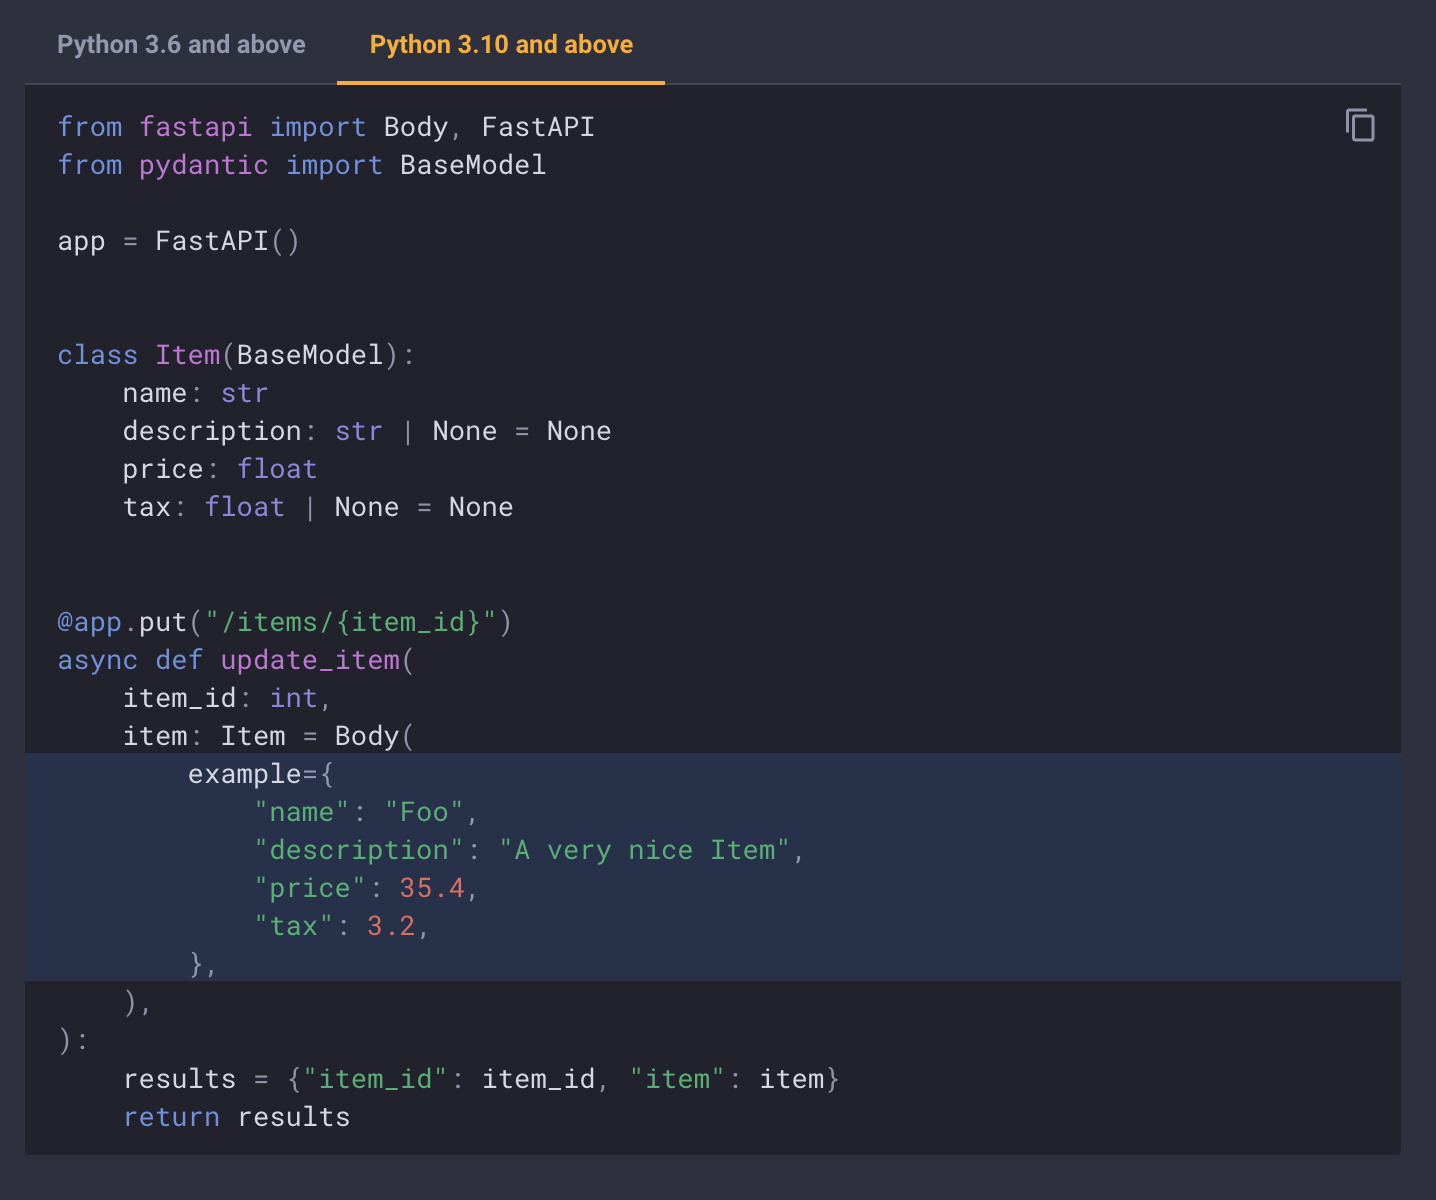 Python 3.6 and above
Python 3.10 and above
from fastapi import Body, FastAPI
from pydantic import BaseModel

app = FastAPI()


class Item(BaseModel):
    name: str
    description: str | None = None
    price: float
    tax: float | None = None


@app.put("/items/{item_id}")
async def update_item(
    item_id: int,
    item: Item = Body(
        example={
            "name": "Foo",
            "description": "A very nice Item",
            "price": 35.4,
            "tax": 3.2,
        },
    ),
):
    results = {"item_id": item_id, "item": item}
    return results